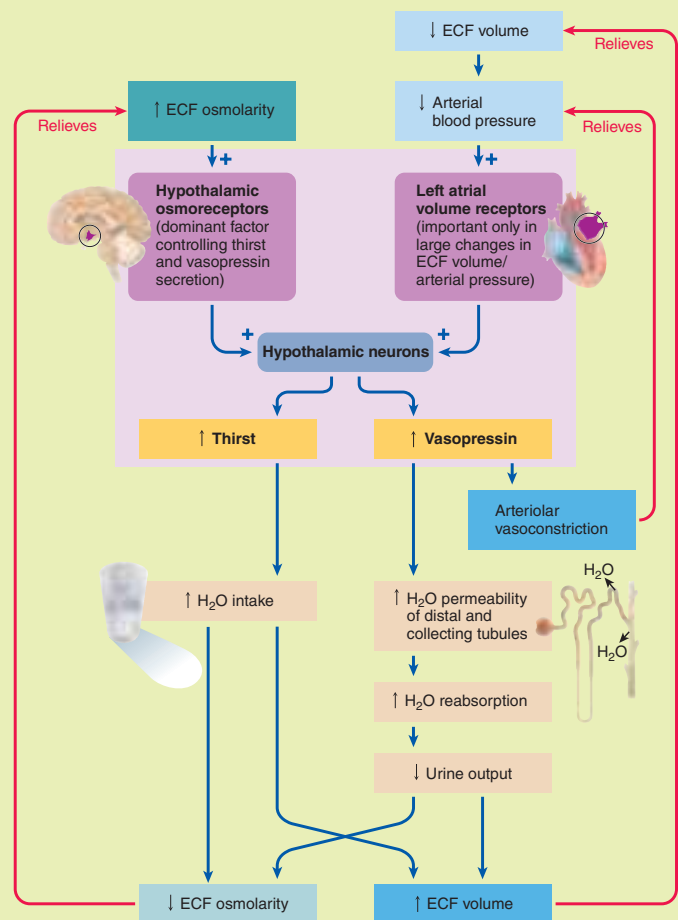 ↓ ECF volume
Relieves
↑ ECF osmolarity
Relieves
↓ Arterial
blood pressure
Relieves
+
+
Hypothalamic
osmoreceptors
(dominant factor
controlling thirst
and vasopressin
secretion)
Left atrial
volume receptors
(important only in
large changes in
ECF volume/
arterial pressure)
+
+
Hypothalamic neurons
↑ Thirst
↑ Vasopressin
Arteriolar
vasoconstriction
↑ H₂O intake
↑ H₂O permeability
of distal and
collecting tubules
H₂O
H₂O
↑ H₂O reabsorption
↓ Urine output
↓ ECF osmolarity
↑ ECF volume